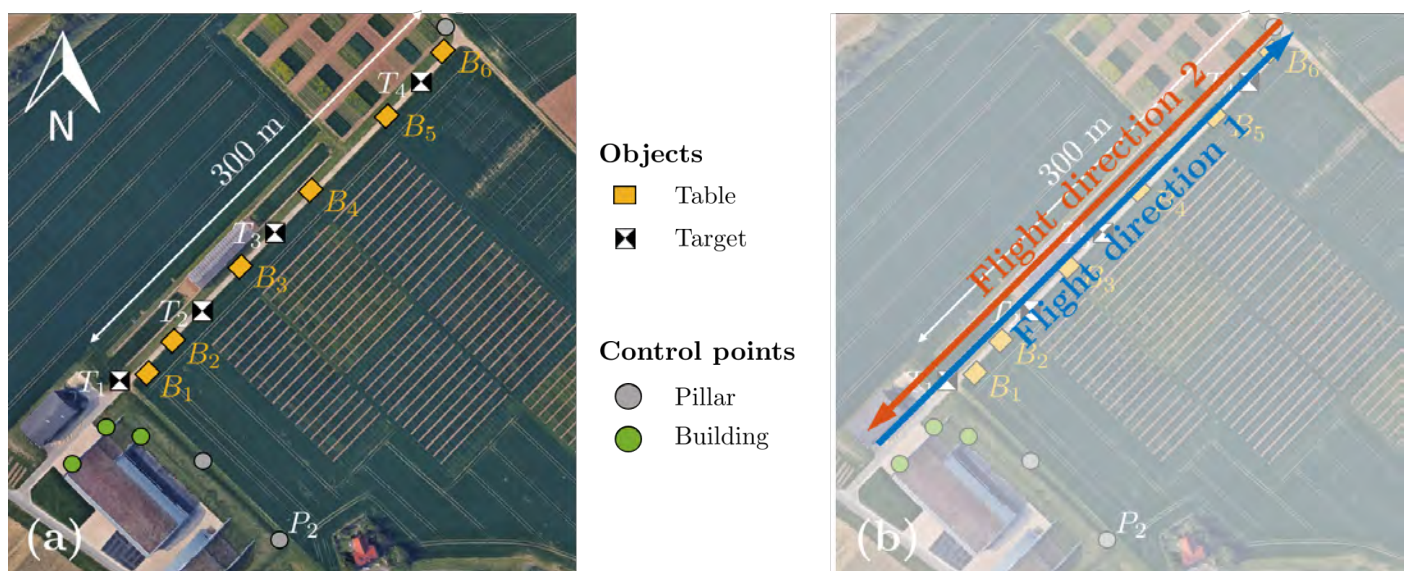 N
300 m
B₆
T₄
B₅
B₄
T₃
B₃
T₂
B₂
T₁
B₁
P₂
(a)
Objects
Table
Target
Control points
Pillar
Building
300 m
B₆
B₅
B₃
B₂
B₁
P₂
Flight direction 2
Flight direction 1
(b)